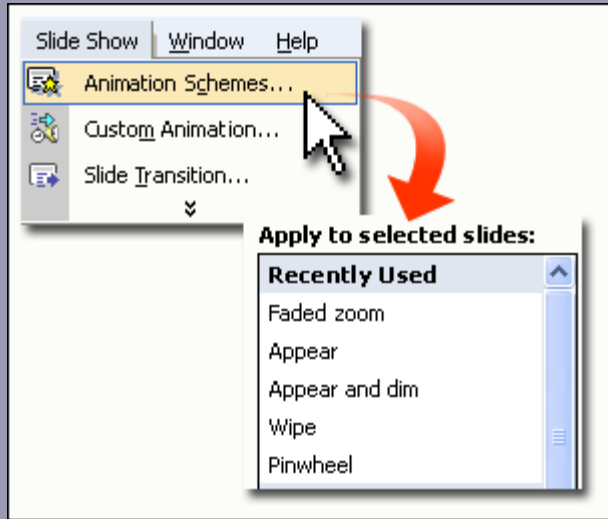 Slide Show Window Help
Animation Schemes...
Custom Animation...
Slide Transition...
Apply to selected slides:
Recently Used
Faded zoom
Appear
Appear and dim
Wipe
Pinwheel